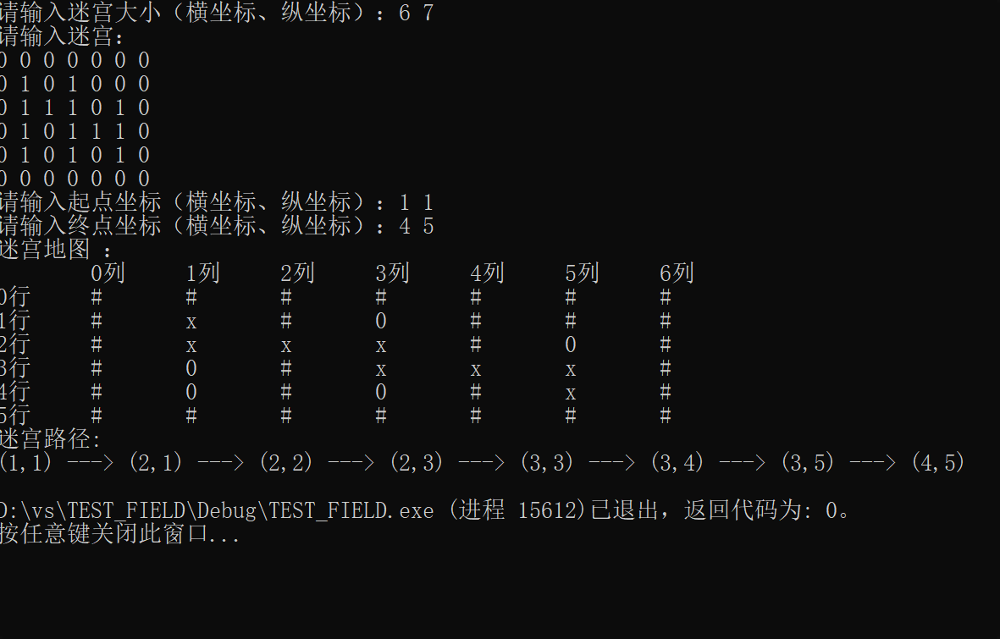 请输入迷宫大小（横坐标、纵坐标）：6 7
请输入迷宫：
0 0 0 0 0 0 0
0 1 0 1 0 0 0
0 1 1 1 0 1 0
0 1 0 1 1 1 0
0 1 0 1 0 1 0
0 0 0 0 0 0 0
请输入起点坐标（横坐标、纵坐标）：1 1
请输入终点坐标（横坐标、纵坐标）：4 5
迷宫地图 ：
0列 1列 2列 3列 4列 5列 6列
0行 # # # # # # #
1行 # x # 0 # # #
2行 # x x x # 0 #
3行 # 0 # x x x #
4行 # 0 # 0 # x #
5行 # # # # # # #
迷宫路径:
(1,1) ---> (2,1) ---> (2,2) ---> (2,3) ---> (3,3) ---> (3,4) ---> (3,5) ---> (4,5)
D:\vs\TEST_FIELD\Debug\TEST_FIELD.exe (进程 15612)已退出，返回代码为: 0。
按任意键关闭此窗口...